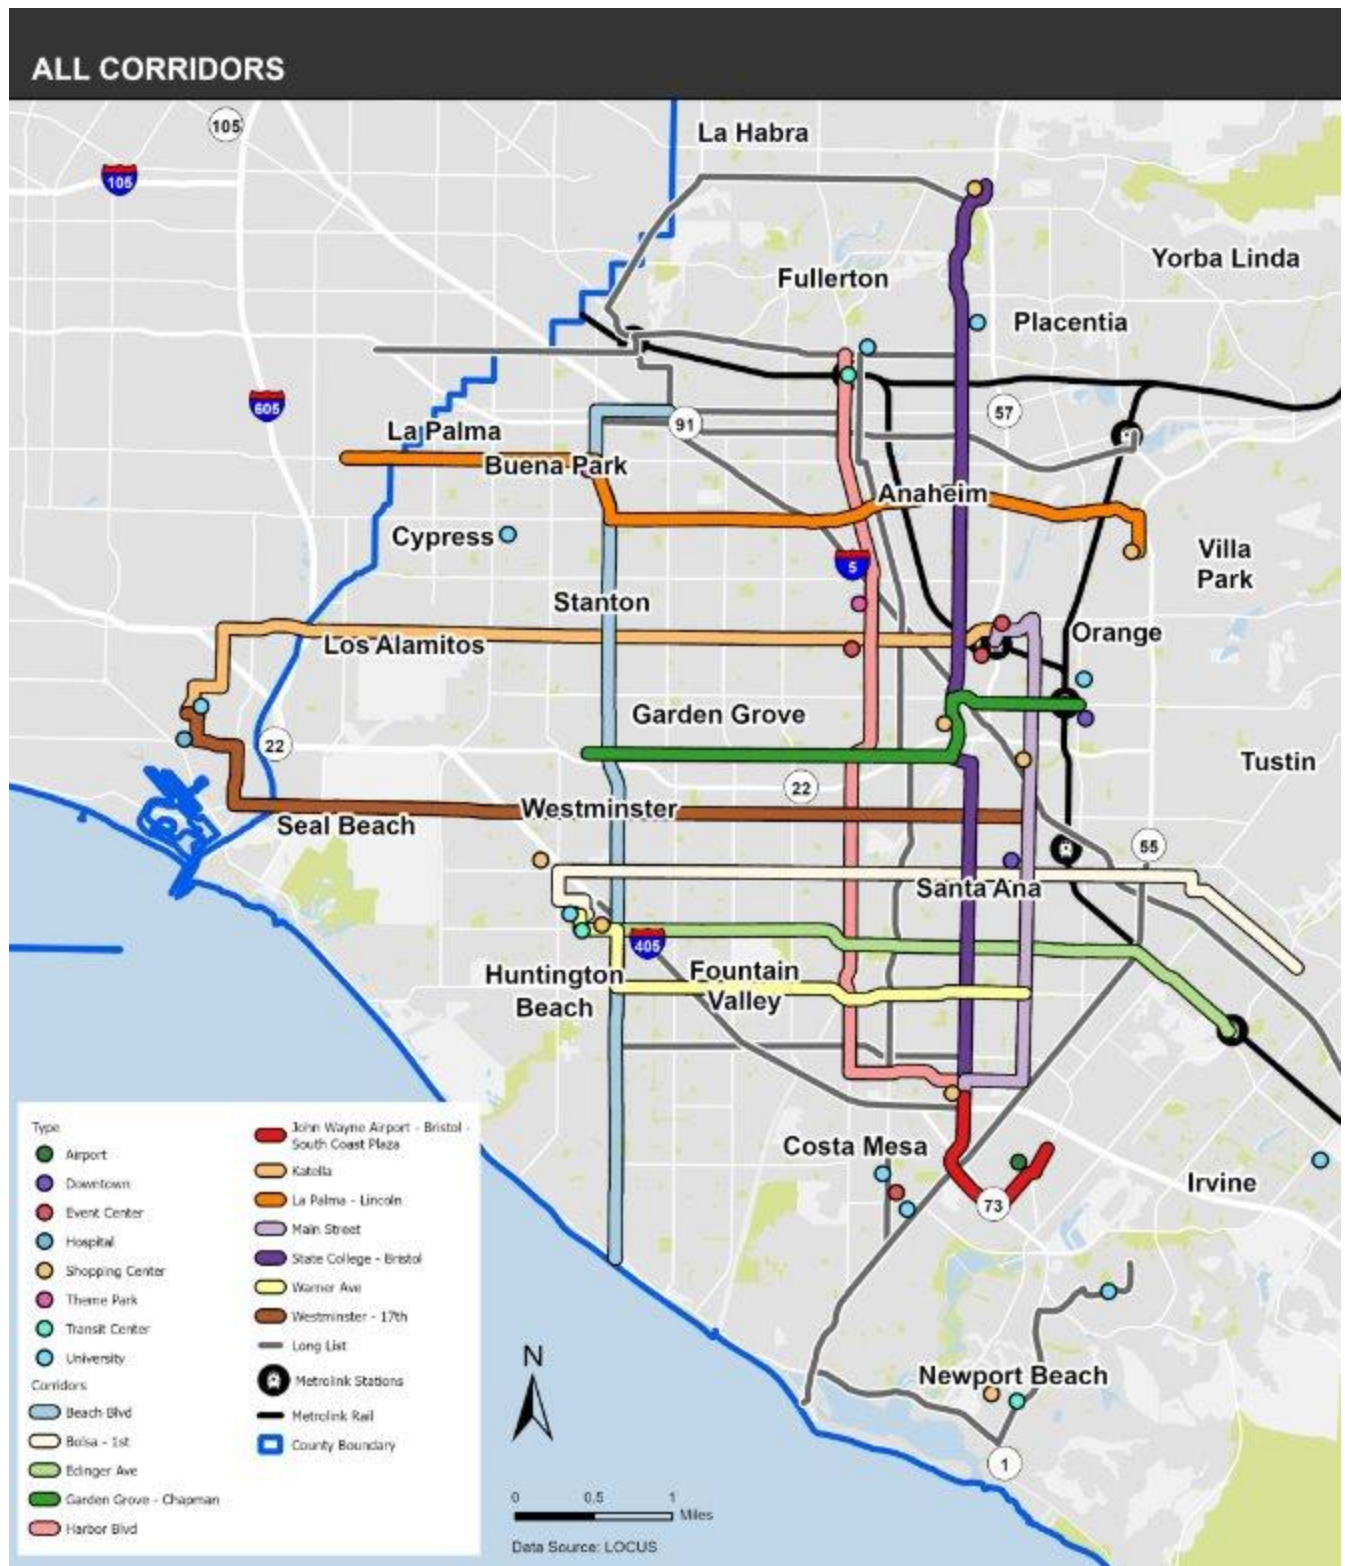 ALL CORRIDORS
105
La Habra
105
Yorba Linda
Fullerton
Placentia
605
57
91
La Palma
Buena Park
Anaheim
Cypress
Villa
Park
5
Stanton
Orange
Los Alamitos
Garden Grove
22
Tustin
22
Westminster
Seal Beach
55
Santa Ana
405
Huntington
Beach
Fountain
Valley
Costa Mesa
Irvine
73
Newport Beach
1
Type
Airport
Downtown
Event Center
Hospital
Shopping Center
Theme Park
Transit Center
University
Corridors
Beach Blvd
Bolsa - 1st
Edinger Ave
Garden Grove - Chapman
Harbor Blvd
John Wayne Airport - Bristol -
South Coast Plaza
Katella
La Palma - Lincoln
Main Street
State College - Bristol
Warner Ave
Westminster - 17th
Long List
Metrolink Stations
Metrolink Rail
County Boundary
N
0 0.5 1
Miles
Data Source: LOCUS